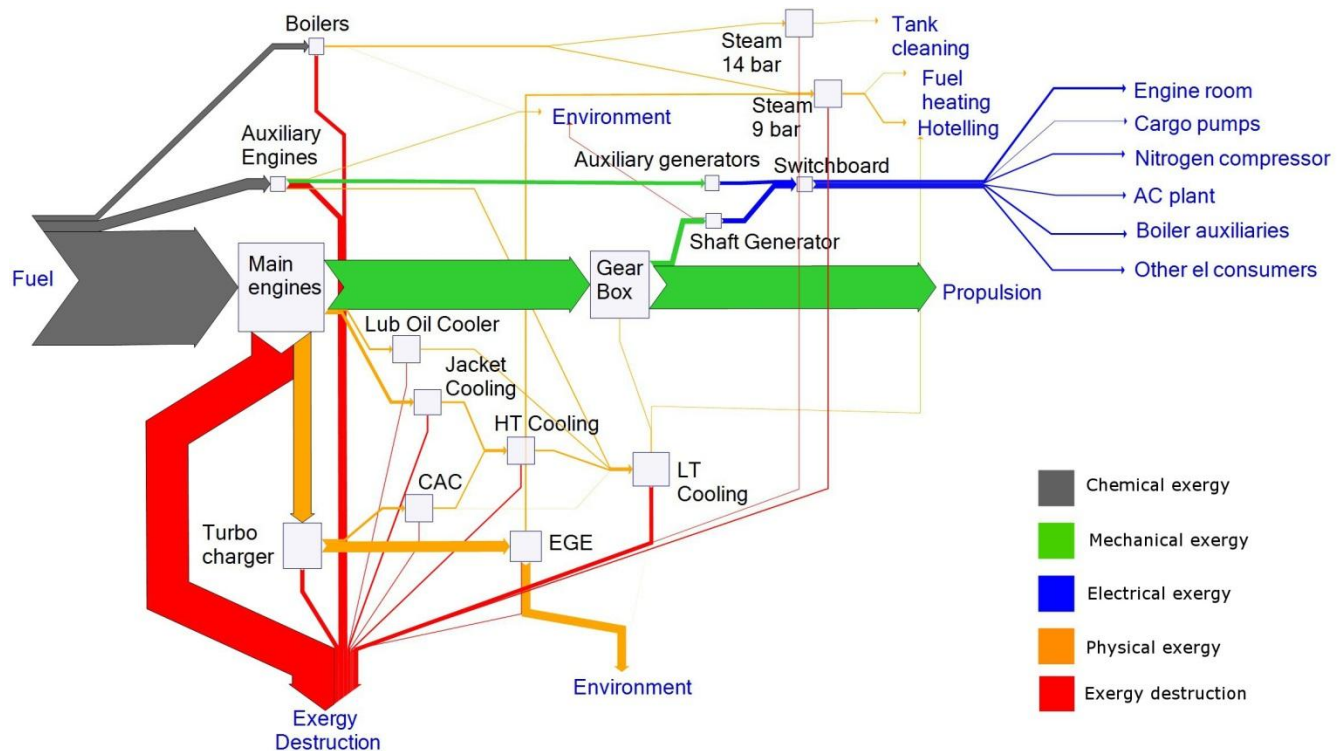 Boilers
Steam
14 bar
Tank
cleaning
Steam
9 bar
Fuel
heating
Hotelling
Environment
Auxiliary
Engines
Auxiliary generators
Switchboard
Shaft Generator
Engine room
Cargo pumps
Nitrogen compressor
AC plant
Boiler auxiliaries
Other el consumers
Fuel
Main
engines
Gear
Box
Propulsion
Lub Oil Cooler
Jacket
Cooling
HT Cooling
LT
Cooling
CAC
Turbo
charger
EGE
Environment
Exergy
Destruction
Chemical exergy
Mechanical exergy
Electrical exergy
Physical exergy
Exergy destruction